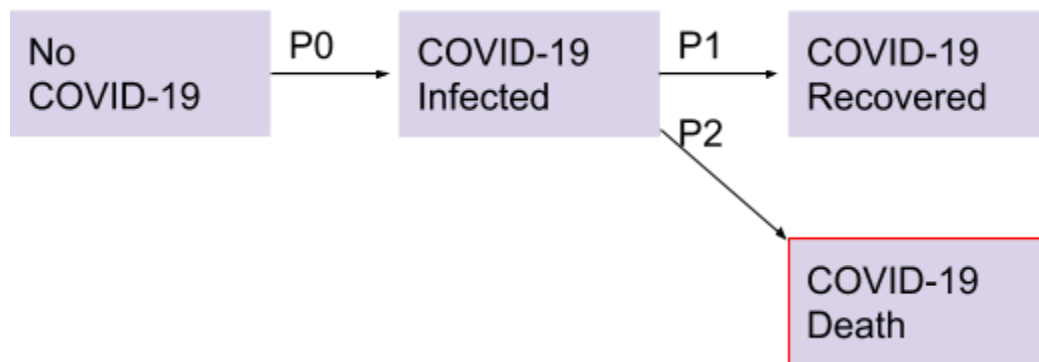 No
COVID-19
P0
COVID-19
Infected
P1
COVID-19
Recovered
P2
COVID-19
Death